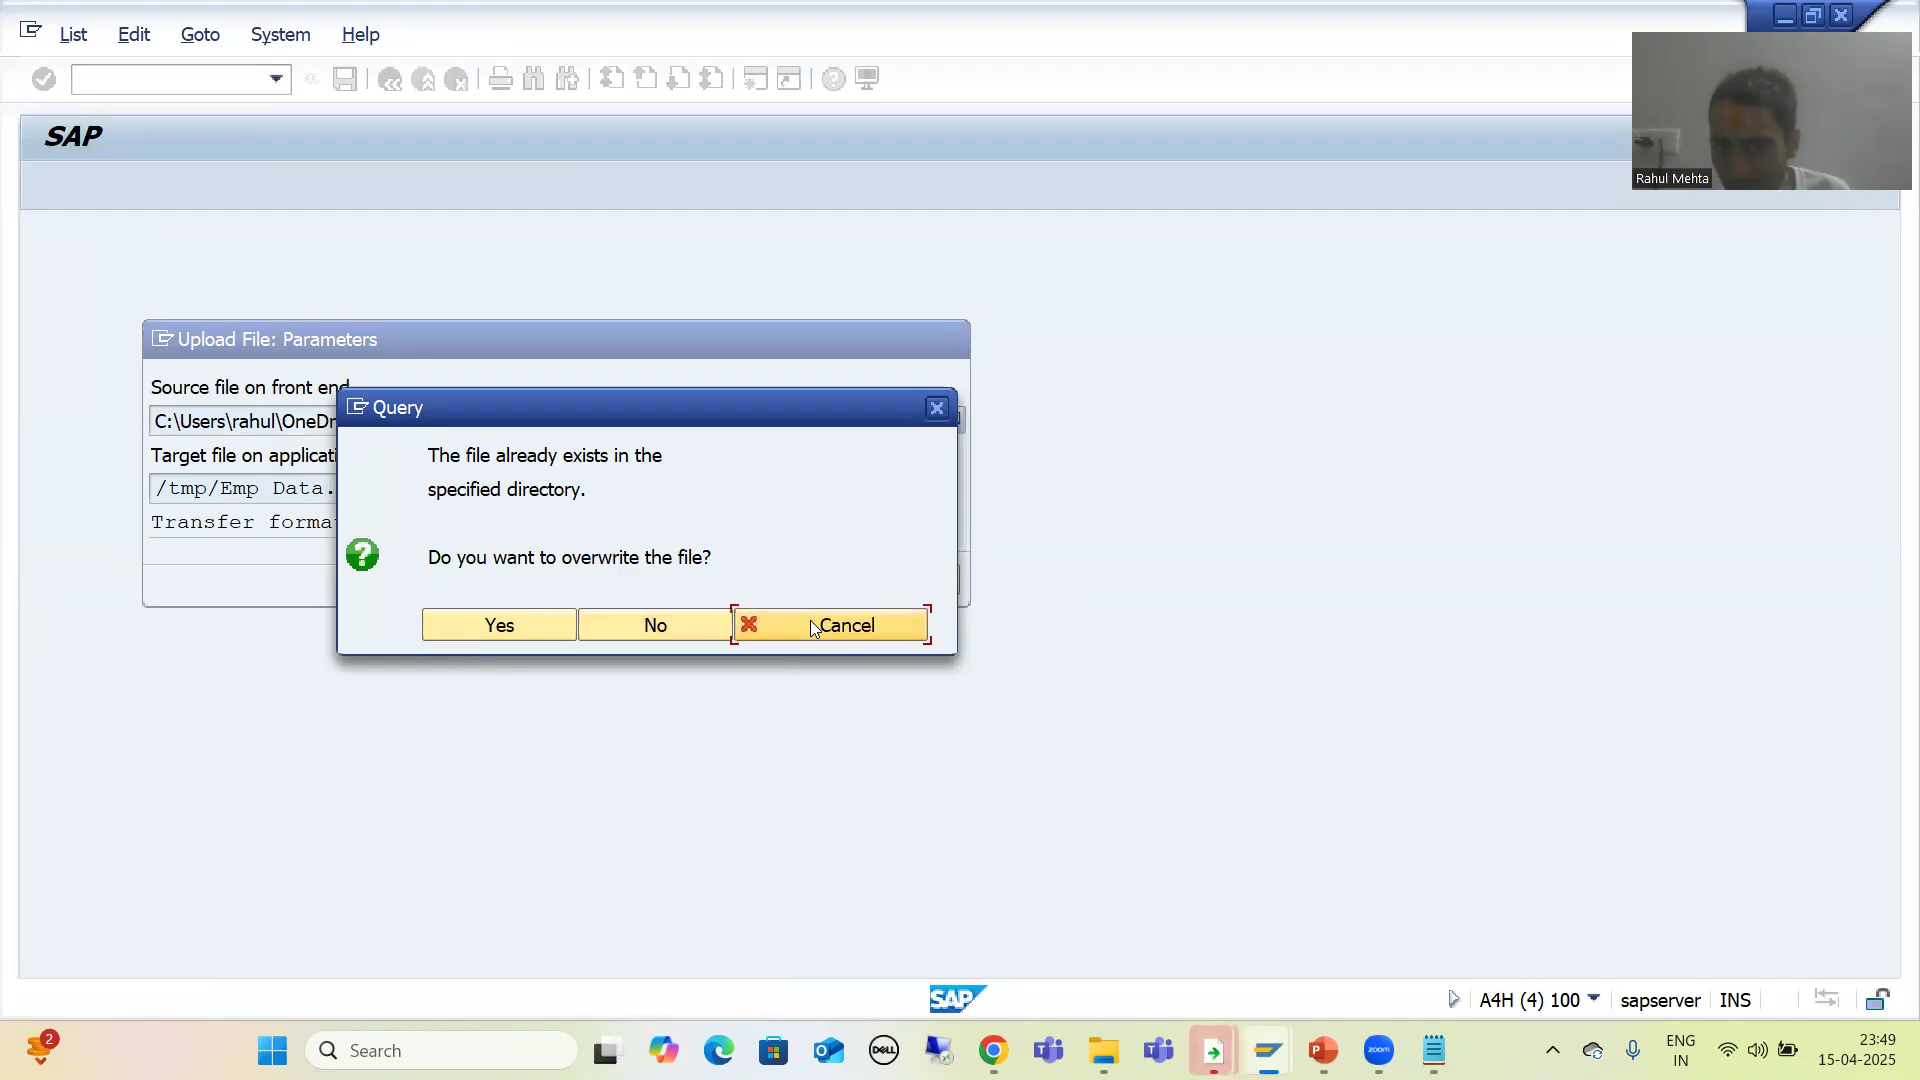 List Edit Goto System Help
SAP
Rahul Mehta
Upload File: Parameters
Source file on front end
C:\Users\rahul\OneDr
Target file on applicati
/tmp/Emp Data.
Transfer forma
Query
The file already exists in the
specified directory.
Do you want to overwrite the file?
Yes No Cancel
SAP
A4H (4) 100 sapserver INS
2
Search
DELL
zoom
ENG
IN
23:49
15-04-2025